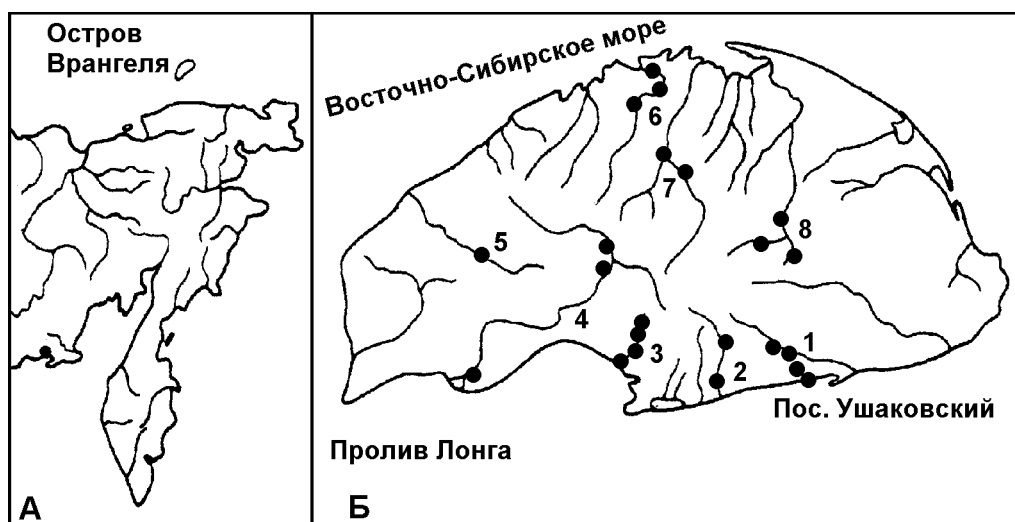 Остров
Врангеля
А
Восточно-Сибирское море
6
7
8
5
4
3
2
1
Пос. Ушаковский
Пролив Лонга
Б